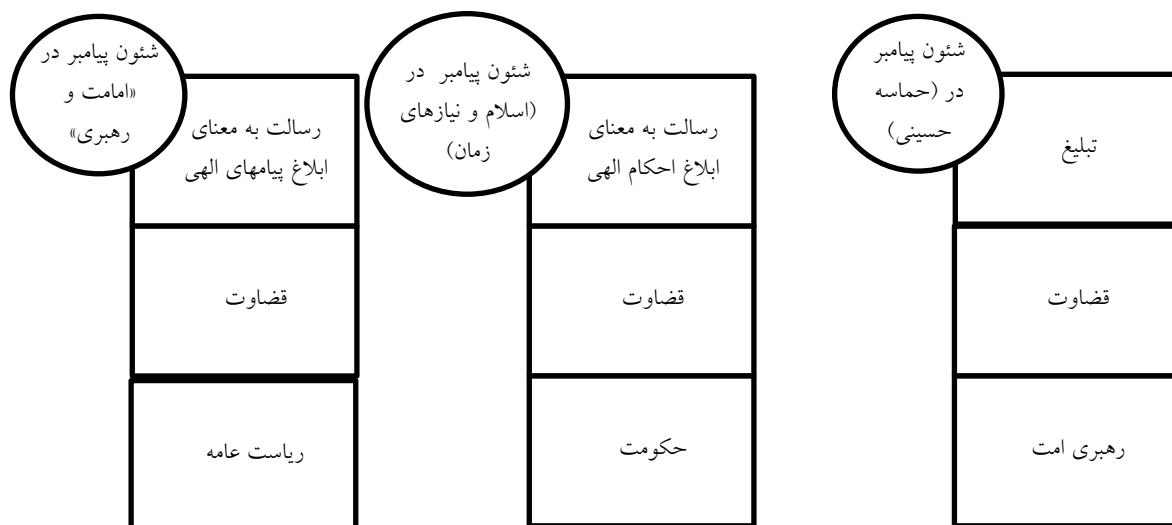 شئون پیامبر
در (حماسه
حسینی)
تبلیغ
قضاوت
رهبری امت
شئون پیامبر در
(اسلام و نیازهای
زمان)
رسالت به معنای
ابلاغ احکام الهی
قضاوت
حکومت
شئون پیامبر در
«امامت و
رهبری»
رسالت به معنای
ابلاغ پیامهای الهی
قضاوت
ریاست عامه